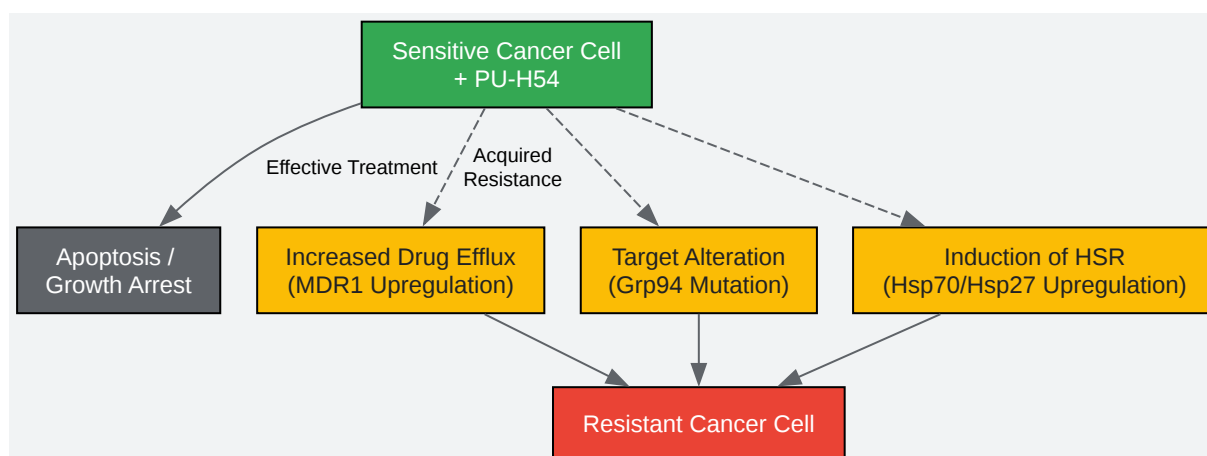 Sensitive Cancer Cell
+ PU-H54
Effective Treatment
Acquired
Resistance
Apoptosis /
Growth Arrest
Increased Drug Efflux
(MDR1 Upregulation)
Target Alteration
(Grp94 Mutation)
Induction of HSR
(Hsp70/Hsp27 Upregulation)
Resistant Cancer Cell